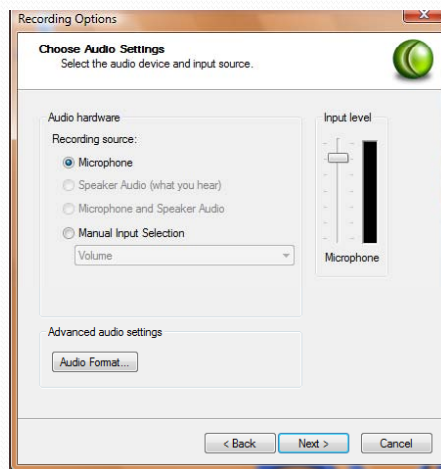 Recording Options
X
Choose Audio Settings
Select the audio device and input source.
Audio hardware
Input level
Recording source:
Microphone
Speaker Audio (what you hear)
Microphone and Speaker Audio
Manual Input Selection
Volume
Microphone
Advanced audio settings
Audio Format...
< Back
Next >
Cancel